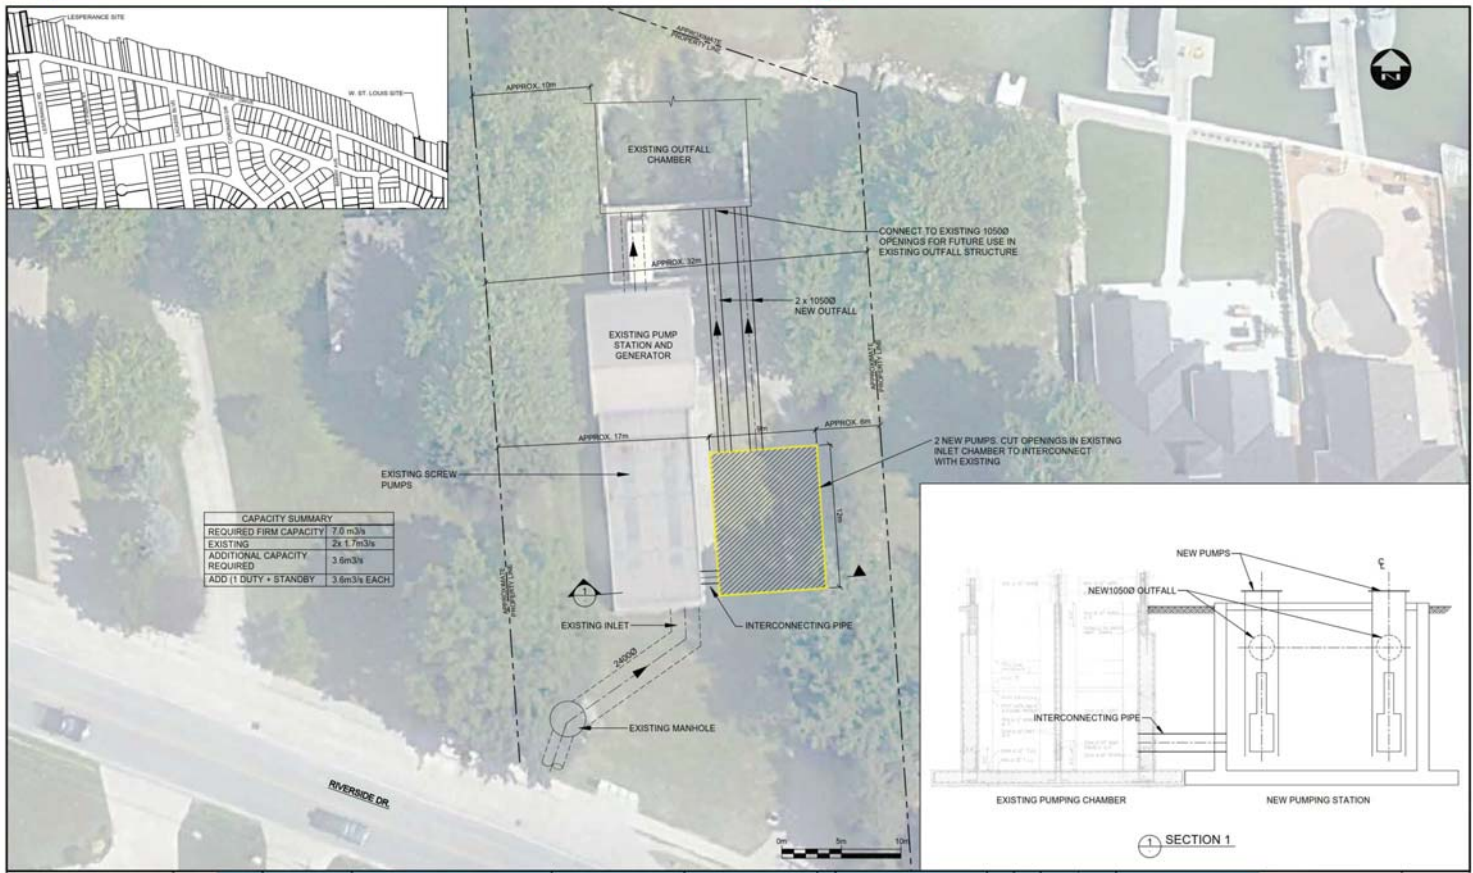 LESPERANCE SITE
W. ST. LOUIS SITE
APPROXIMATE
PROPERTY LINE
APPROX. 10m
EXISTING OUTFALL
CHAMBER
CONNECT TO EXISTING 1050Ø
OPENINGS FOR FUTURE USE IN
EXISTING OUTFALL STRUCTURE
APPROX. 32m
2 x 1050Ø
NEW OUTFALL
EXISTING PUMP
STATION AND
GENERATOR
APPROXIMATE
PROPERTY LINE
APPROX. 17m
9m
APPROX. 6m
2 NEW PUMPS. CUT OPENINGS IN EXISTING
INLET CHAMBER TO INTERCONNECT
WITH EXISTING
EXISTING SCREW
PUMPS
12m
CAPACITY SUMMARY
REQUIRED FIRM CAPACITY 7.0 m3/s
EXISTING 2x 1.7m3/s
ADDITIONAL CAPACITY
REQUIRED 3.6m3/s
ADD (1 DUTY + STANDBY 3.6m3/s EACH
APPROXIMATE
PROPERTY LINE
1
EXISTING INLET
INTERCONNECTING PIPE
2400Ø
EXISTING MANHOLE
RIVERSIDE DR.
0m 5m 10m
N
NEW PUMPS
NEW1050Ø OUTFALL
INTERCONNECTING PIPE
EXISTING PUMPING CHAMBER
NEW PUMPING STATION
1 SECTION 1